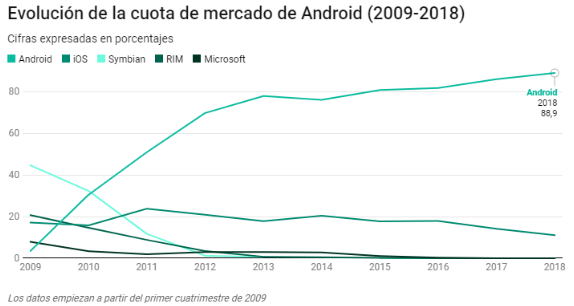 Evolución de la cuota de mercado de Android (2009-2018)
Cifras expresadas en porcentajes
Android iOS Symbian RIM Microsoft
80
60
40
20
0
Android
2018
88,9
2009 2010 2011 2012 2013 2014 2015 2016 2017 2018
Los datos empiezan a partir del primer cuatrimestre de 2009